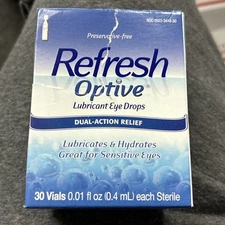 Preservative-free
Refresh
Optive
Lubricant Eye Drops
DUAL-ACTION RELIEF
Lubricates & Hydrates
Great for Sensitive Eyes
30 Vials 0.01 fl oz (0.4 mL) each Sterile